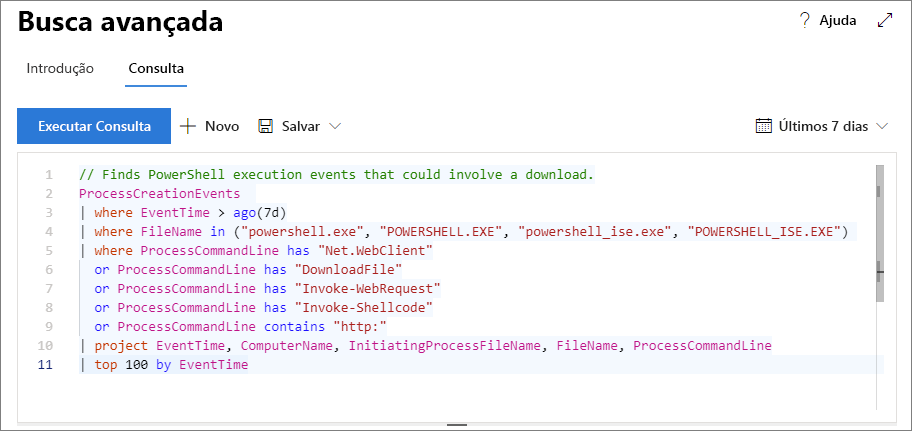 Busca avançada
? Ajuda
Introdução
Consulta
Executar Consulta
Novo
Salvar
Últimos 7 dias
1 // Finds PowerShell execution events that could involve a download.
2 ProcessCreationEvents
3 | where EventTime > ago(7d)
4 | where FileName in ("powershell.exe", "POWERSHELL.EXE", "powershell_ise.exe", "POWERSHELL_ISE.EXE")
5 | where ProcessCommandLine has "Net.WebClient"
6 or ProcessCommandLine has "DownloadFile"
7 or ProcessCommandLine has "Invoke-WebRequest"
8 or ProcessCommandLine has "Invoke-Shellcode"
9 or ProcessCommandLine contains "http:"
10 | project EventTime, ComputerName, InitiatingProcessFileName, FileName, ProcessCommandLine
11 | top 100 by EventTime